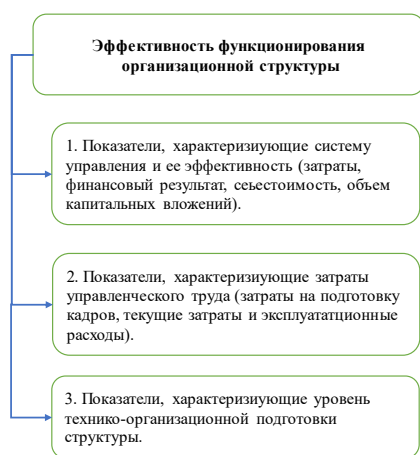 Эффективность функционирования
организационной структуры
1. Показатели, характеризиующие систему
управления и ее эффективность (затраты,
финансовый результат, сеьестоимость, объем
капитальных вложений).
2. Показатели, характеризиующие затраты
управленческого труда (затраты на подготовку
кадров, текущие затраты и эксплуататционные
расходы).
3. Показатели, характеризиующие уровень
технико-организационной подготовки
структуры.